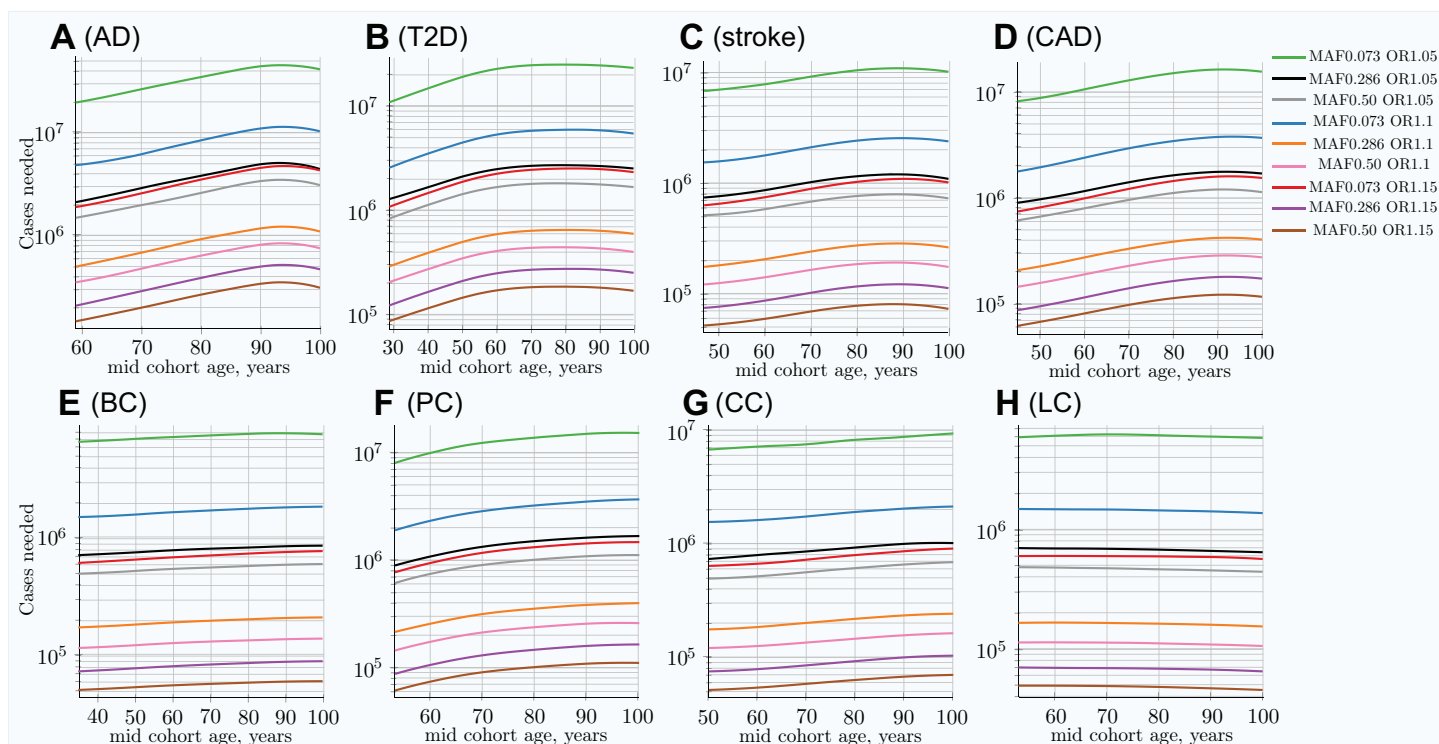 A (AD)
B (T2D)
C (stroke)
D (CAD)
MAF0.073 OR1.05
MAF0.286 OR1.05
MAF0.50 OR1.05
MAF0.073 OR1.1
MAF0.286 OR1.1
MAF0.50 OR1.1
MAF0.073 OR1.15
MAF0.286 OR1.15
MAF0.50 OR1.15
Cases needed
10^7
10^6
60 70 80 90 100
mid cohort age, years
10^7
10^6
10^5
30 40 50 60 70 80 90 100
mid cohort age, years
10^7
10^6
10^5
50 60 70 80 90 100
mid cohort age, years
10^7
10^6
10^5
50 60 70 80 90 100
mid cohort age, years
E (BC)
F (PC)
G (CC)
H (LC)
Cases needed
10^6
10^5
40 50 60 70 80 90 100
mid cohort age, years
10^7
10^6
10^5
60 70 80 90 100
mid cohort age, years
10^7
10^6
10^5
50 60 70 80 90 100
mid cohort age, years
10^6
10^5
60 70 80 90 100
mid cohort age, years